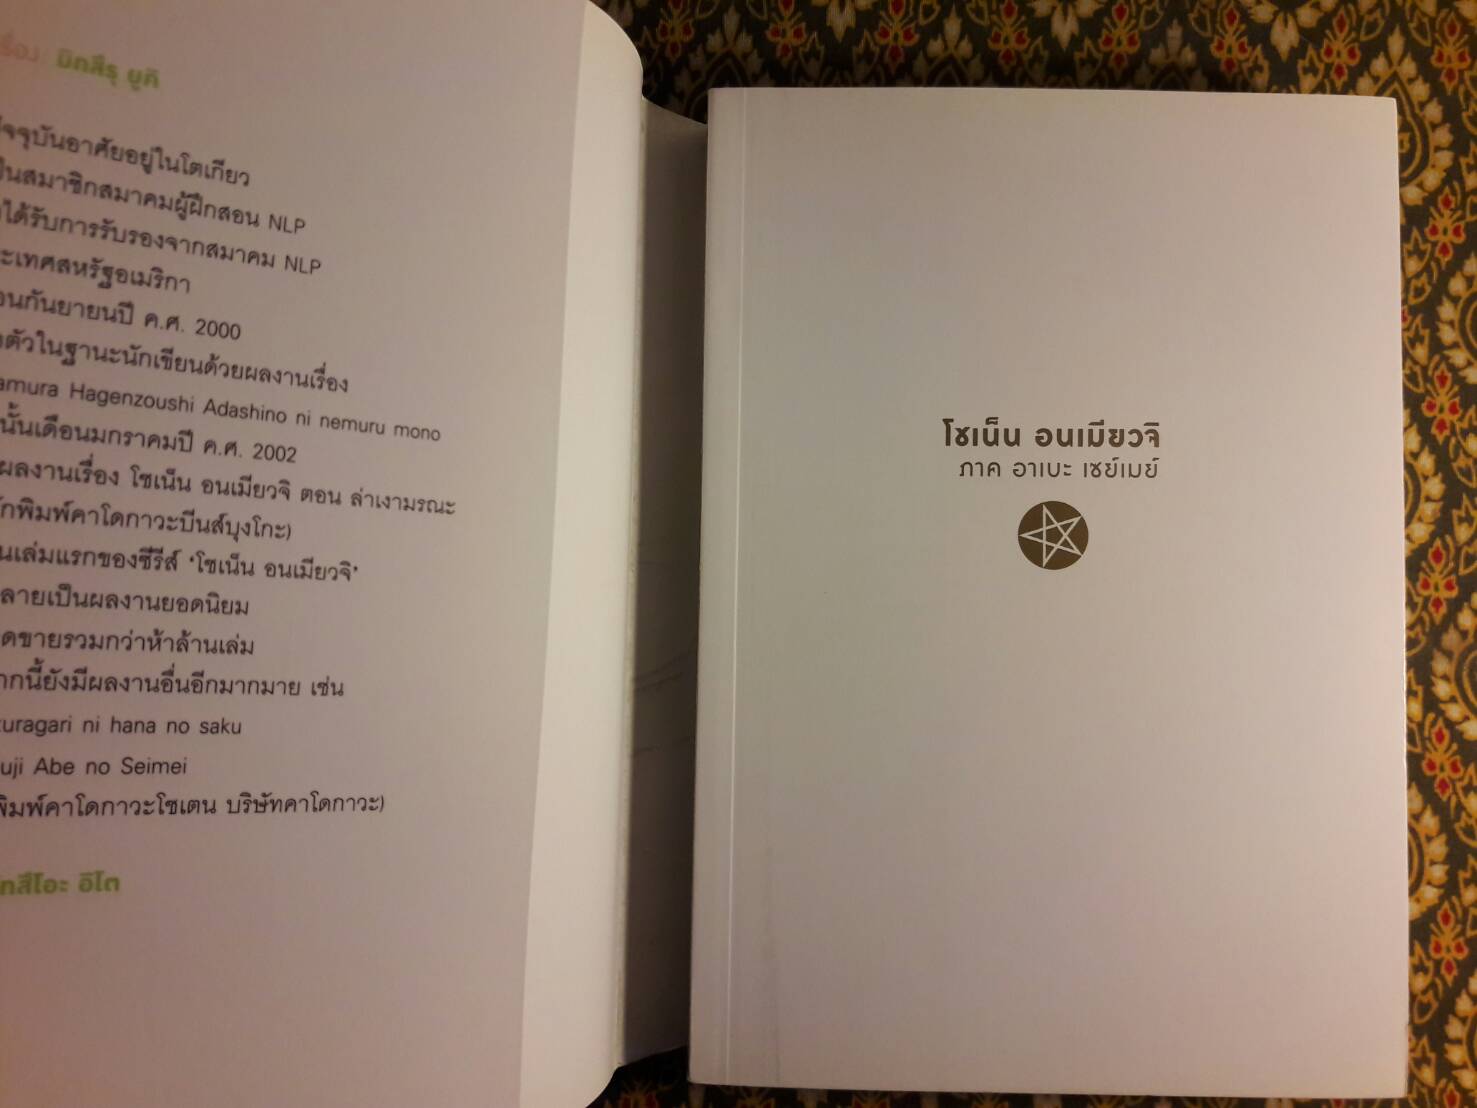 มิทสึรุ ยูกิ
ปัจจุบันอาศัยอยู่ในโตเกียว
เป็นสมาชิกสมาคมผู้ฝึกสอน NLP
ได้รับการรับรองจากสมาคม NLP
ประเทศสหรัฐอเมริกา
กันยายนปี ค.ศ. 2000
ตัวในฐานะนักเขียนด้วยผลงานเรื่อง
Hagenzoushi Adashino ni nemuru mono
นั้นเดือนมกราคมปี ค.ศ. 2002
ผลงานเรื่อง โชเน็น อนเมียวจิ ตอน ล่าเงามรณะ
พิมพ์คาโดกาวะบีนส์บุงโกะ)
เล่มแรกของซีรีส์ 'โชเน็น อนเมียวจิ'
กลายเป็นผลงานยอดนิยม
ยอดขายรวมกว่าห้าล้านเล่ม
นี้ยังมีผลงานอื่นอีกมากมาย เช่น
ni hana no saku
Abe no Seimei
พิมพ์คาโดกาวะโชเตน บริษัทคาโดกาวะ)
อิโต
โชเน็น อนเมียวจิ
ภาค อาเบะ เซย์เมย์